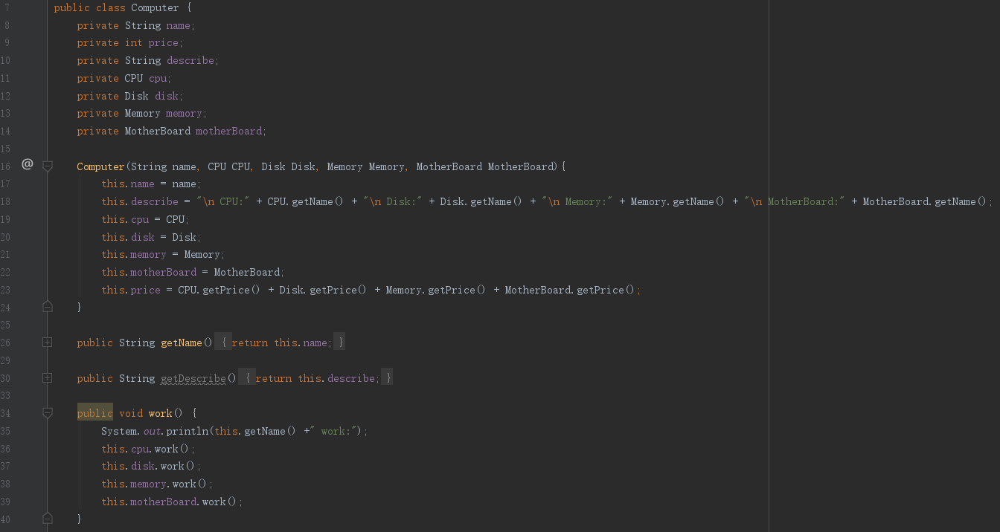 7 public class Computer {
8 private String name;
9 private int price;
10 private String describe;
11 private CPU cpu;
12 private Disk disk;
13 private Memory memory;
14 private MotherBoard motherBoard;
15
16 @ Computer(String name, CPU CPU, Disk Disk, Memory Memory, MotherBoard MotherBoard){
17 this.name = name;
18 this.describe = "\n CPU:" + CPU.getName() + "\n Disk:" + Disk.getName() + "\n Memory:" + Memory.getName() + "\n MotherBoard:" + MotherBoard.getName();
19 this.cpu = CPU;
20 this.disk = Disk;
21 this.memory = Memory;
22 this.motherBoard = MotherBoard;
23 this.price = CPU.getPrice() + Disk.getPrice() + Memory.getPrice() + MotherBoard.getPrice();
24 }
25
26 public String getName() { return this.name; }
29
30 public String getDescribe() { return this.describe; }
33
34 public void work() {
35 System.out.println(this.getName() +" work:");
36 this.cpu.work();
37 this.disk.work();
38 this.memory.work();
39 this.motherBoard.work();
40 }